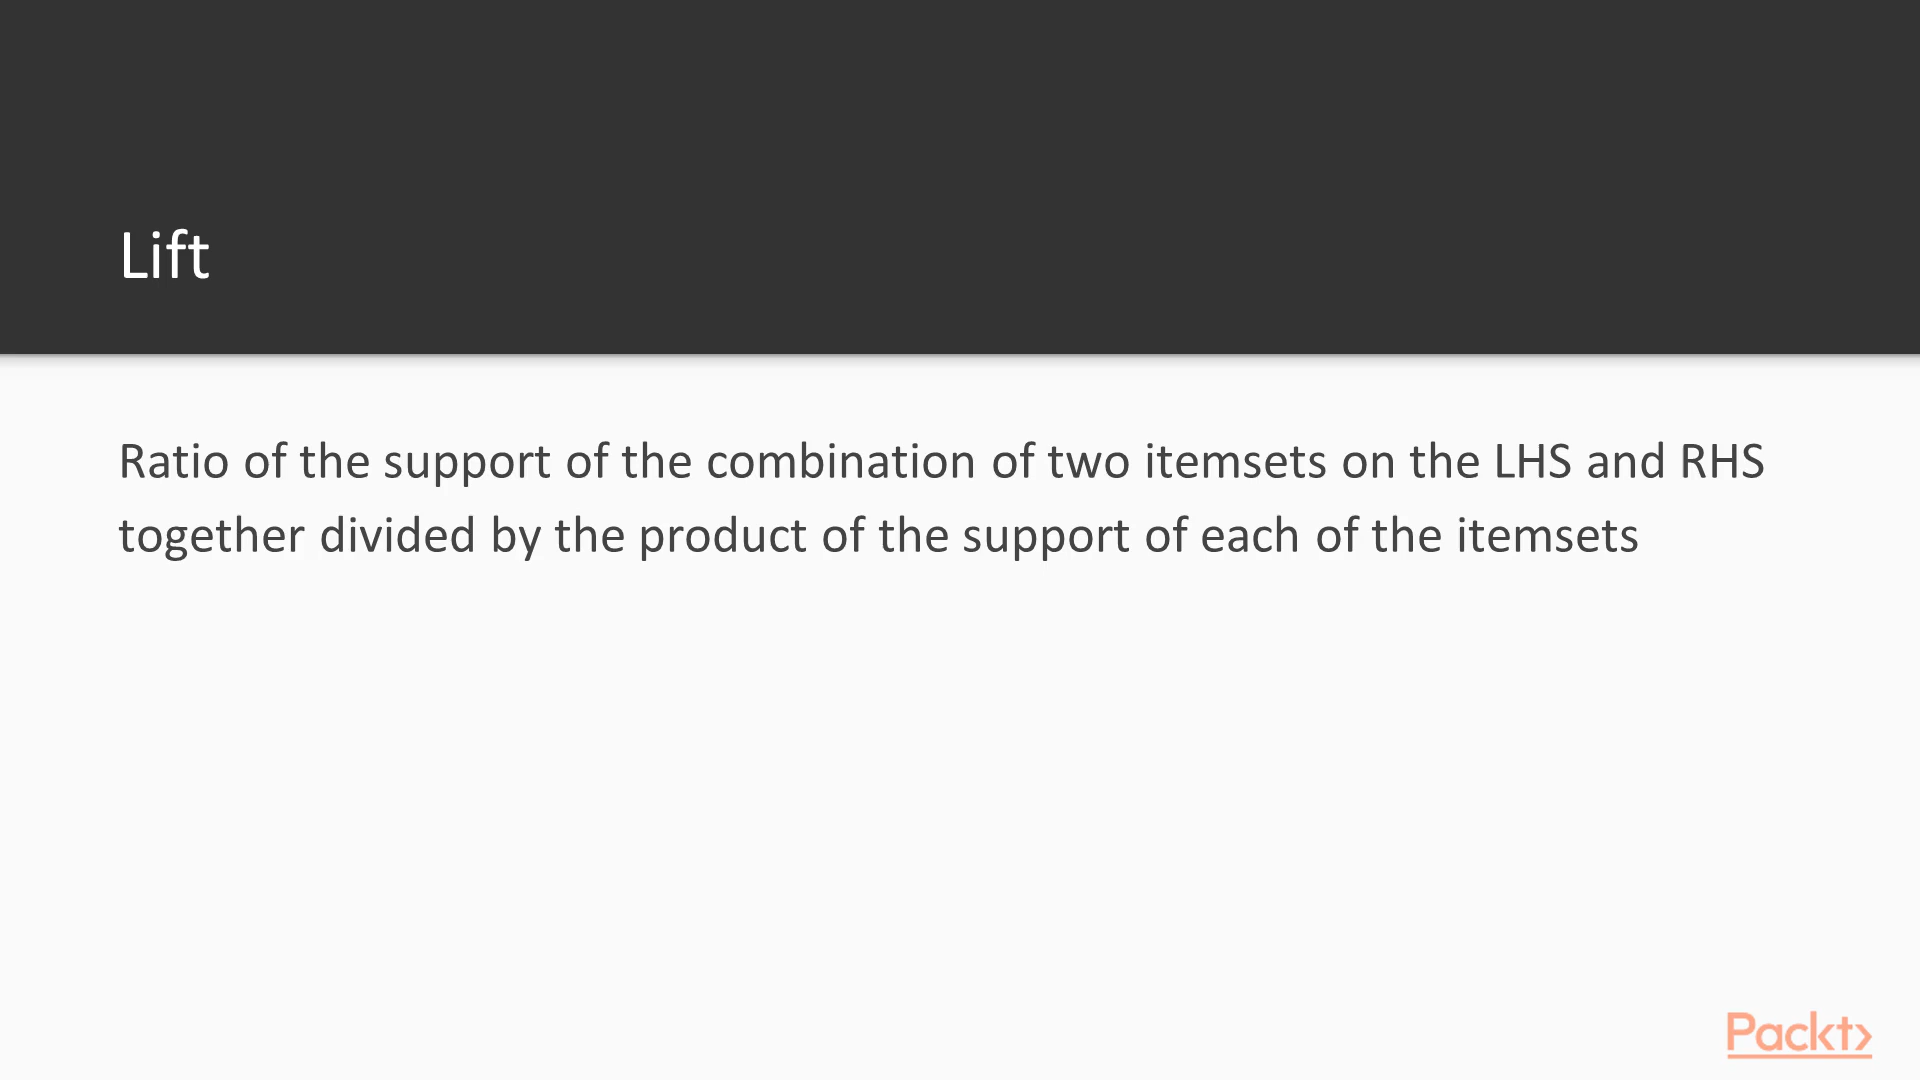 Lift
Ratio of the support of the combination of two itemsets on the LHS and RHS
together divided by the product of the support of each of the itemsets
Packt>